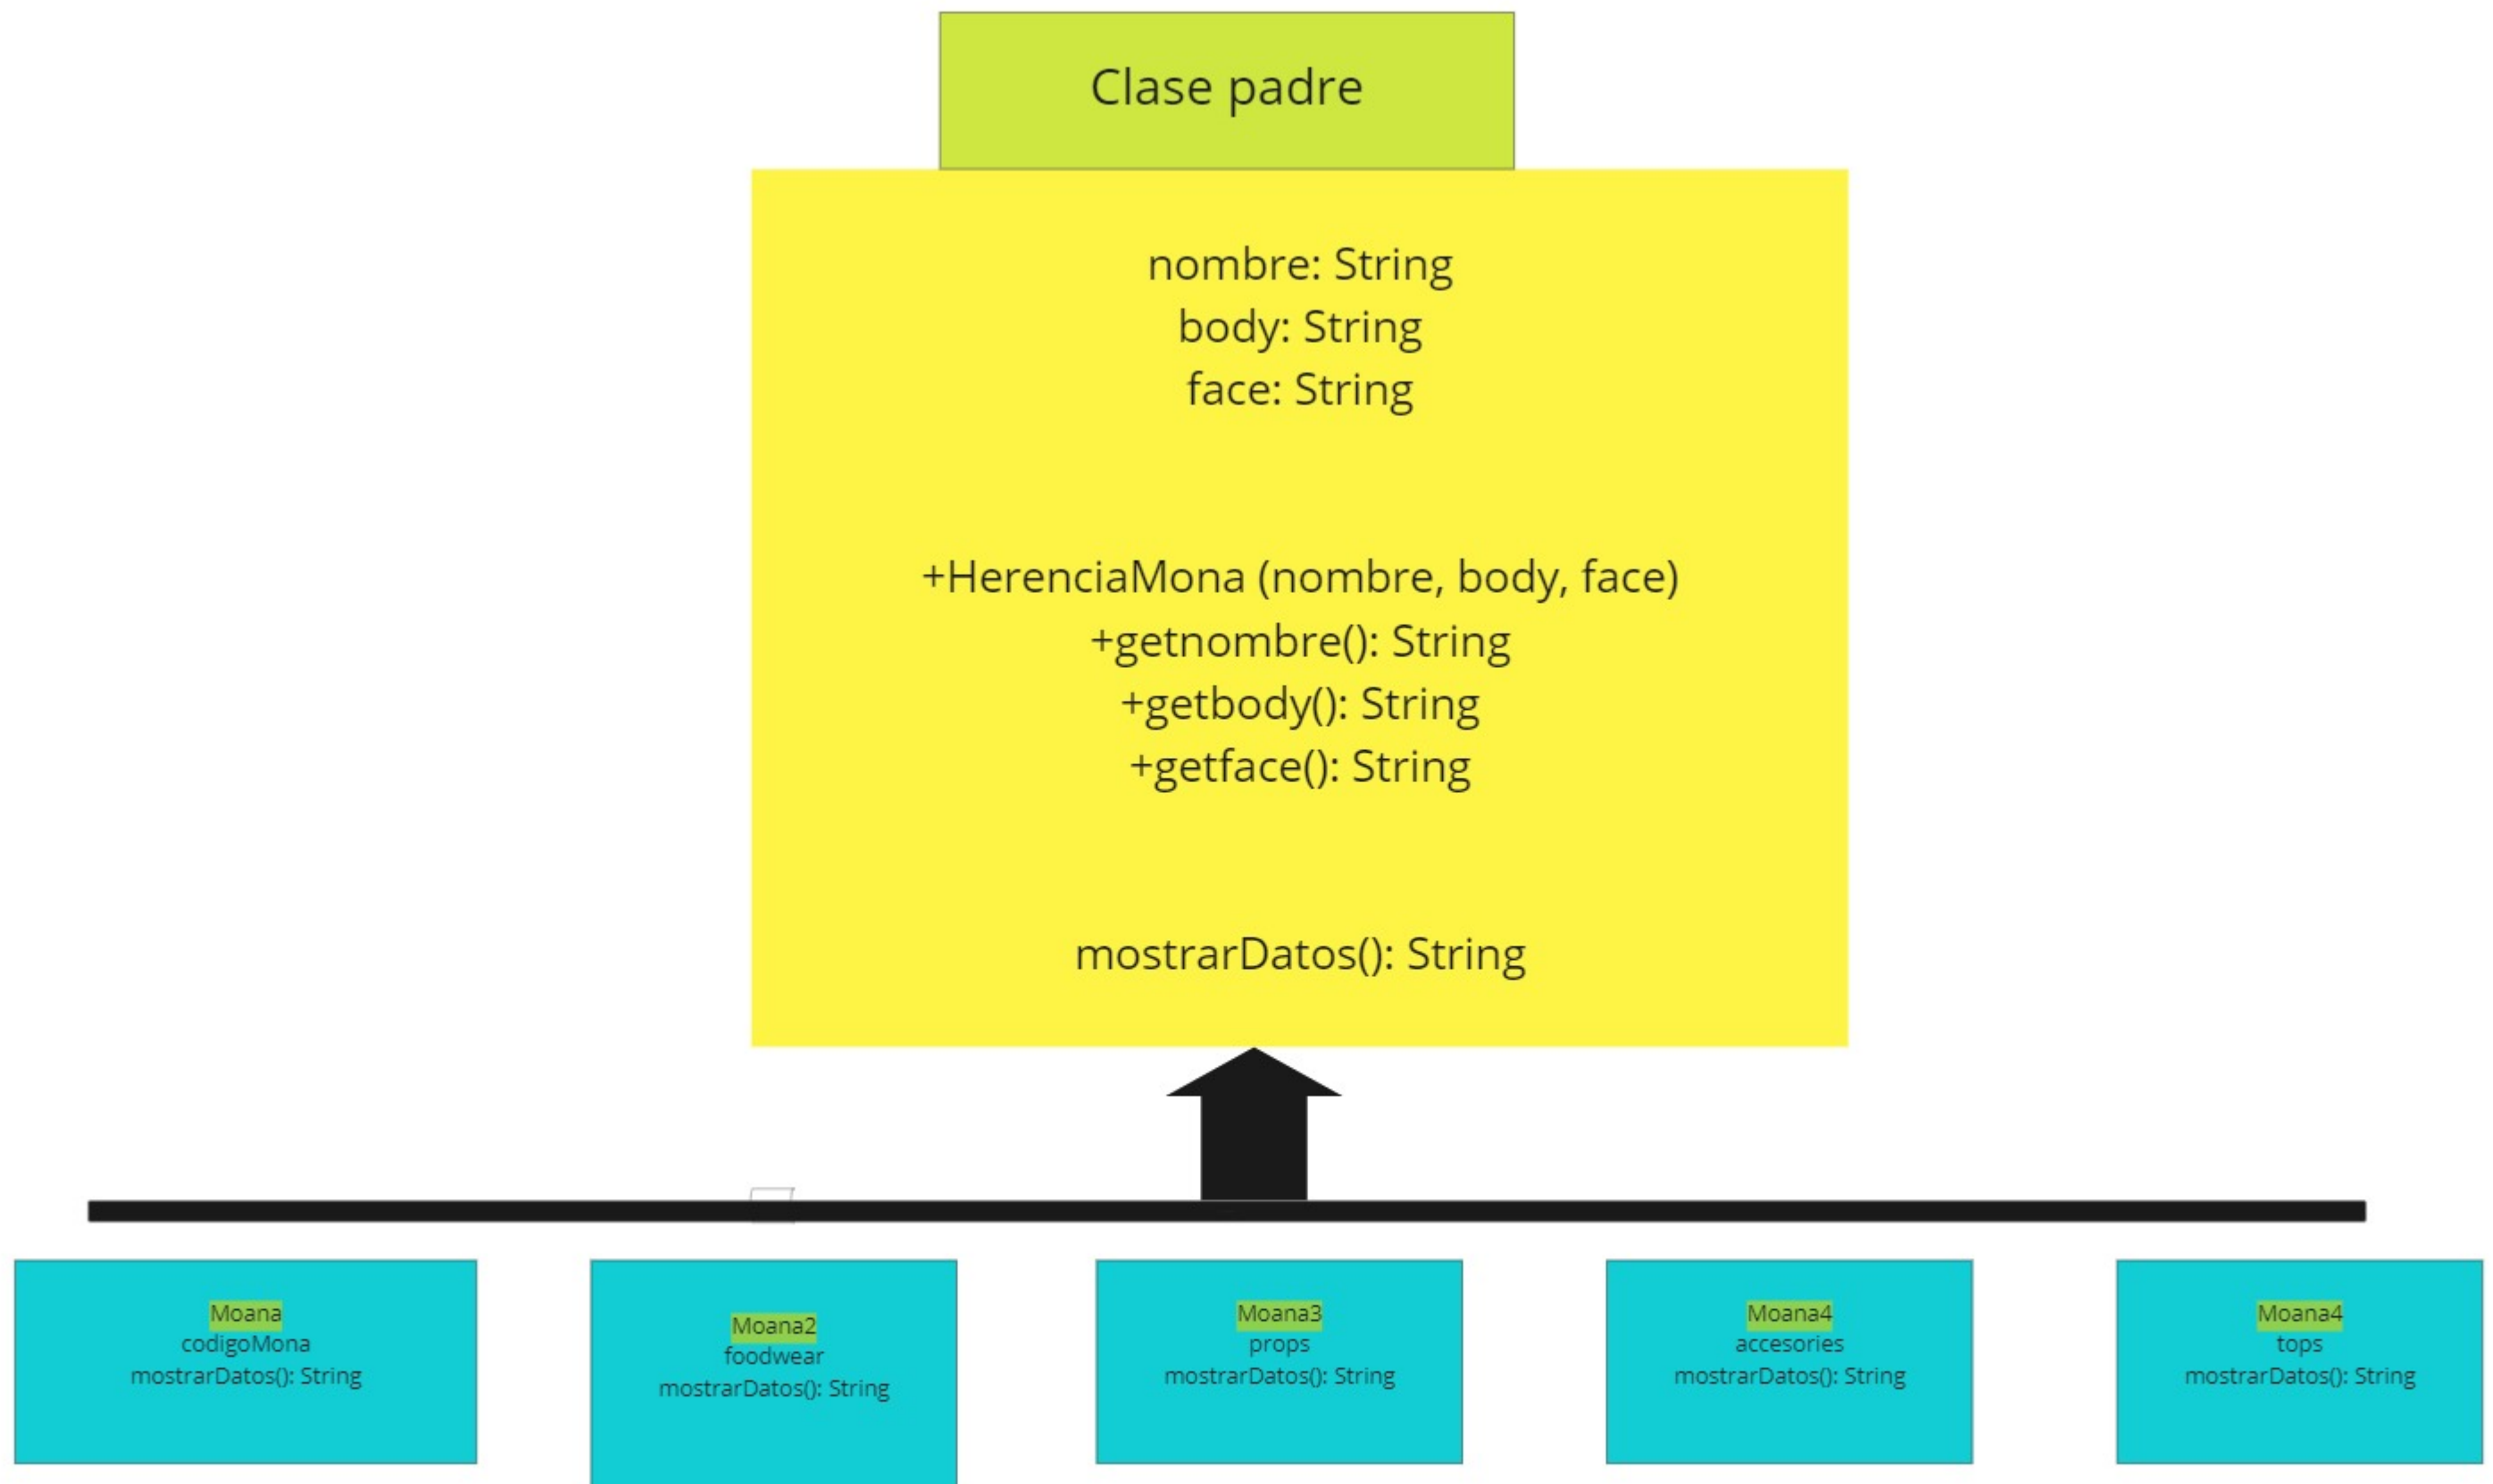 Clase padre
nombre: String
body: String
face: String
+HerenciaMona (nombre, body, face)
+getnombre(): String
+getbody(): String
+getface(): String
mostrarDatos(): String
Moana
codigoMona
mostrarDatos(): String
Moana2
foodwear
mostrarDatos(): String
Moana3
props
mostrarDatos(): String
Moana4
accesories
mostrarDatos(): String
Moana4
tops
mostrarDatos(): String